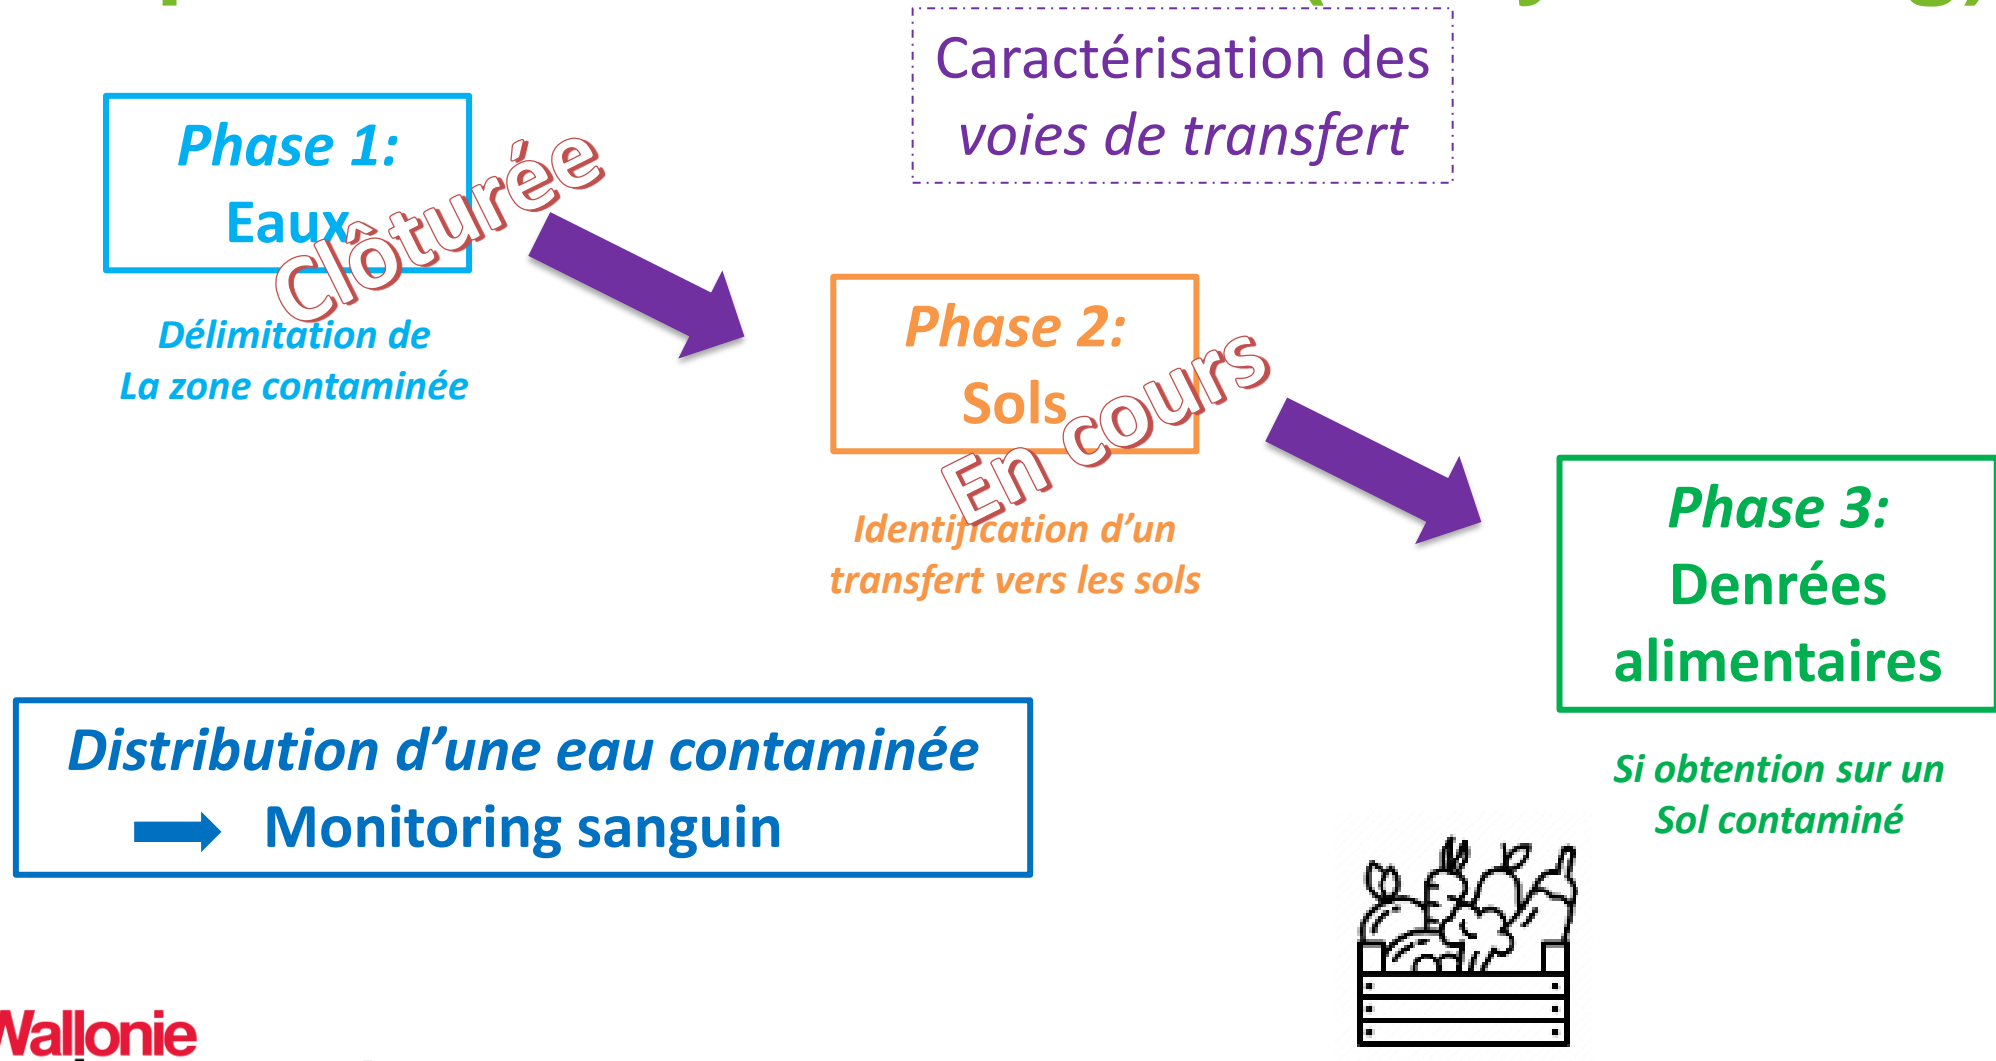 Caractérisation des
voies de transfert
Phase 1:
Eaux
Clôturée
Délimitation de
La zone contaminée
Phase 2:
Sols
En cours
Identification d’un
transfert vers les sols
Phase 3:
Denrées
alimentaires
Si obtention sur un
Sol contaminé
Distribution d’une eau contaminée
Monitoring sanguin
Wallonie